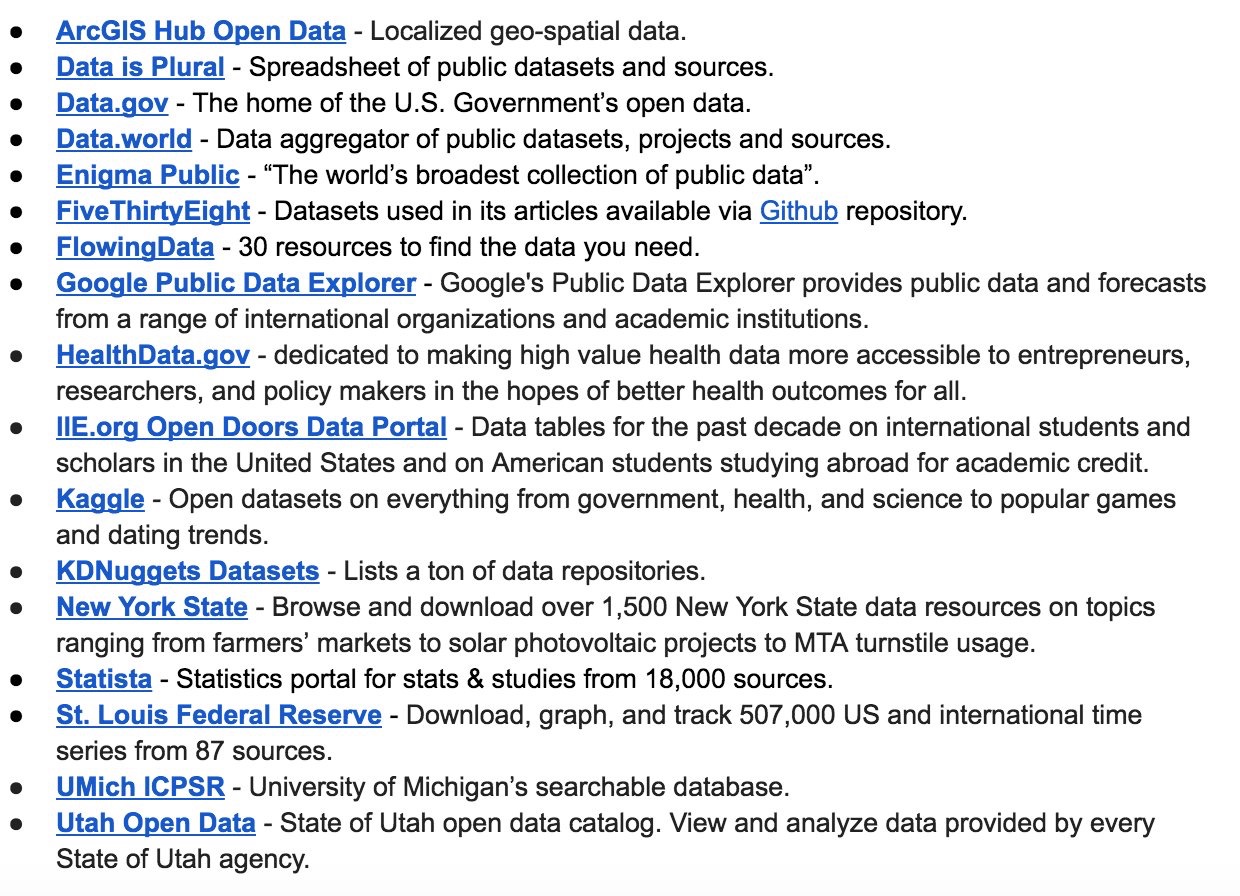 ● ArcGIS Hub Open Data - Localized geo-spatial data.
● Data is Plural - Spreadsheet of public datasets and sources.
● Data.gov - The home of the U.S. Government’s open data.
● Data.world - Data aggregator of public datasets, projects and sources.
● Enigma Public - “The world’s broadest collection of public data”.
● FiveThirtyEight - Datasets used in its articles available via Github repository.
● FlowingData - 30 resources to find the data you need.
● Google Public Data Explorer - Google's Public Data Explorer provides public data and forecasts
from a range of international organizations and academic institutions.
● HealthData.gov - dedicated to making high value health data more accessible to entrepreneurs,
researchers, and policy makers in the hopes of better health outcomes for all.
● IIE.org Open Doors Data Portal - Data tables for the past decade on international students and
scholars in the United States and on American students studying abroad for academic credit.
● Kaggle - Open datasets on everything from government, health, and science to popular games
and dating trends.
● KDNuggets Datasets - Lists a ton of data repositories.
● New York State - Browse and download over 1,500 New York State data resources on topics
ranging from farmers’ markets to solar photovoltaic projects to MTA turnstile usage.
● Statista - Statistics portal for stats & studies from 18,000 sources.
● St. Louis Federal Reserve - Download, graph, and track 507,000 US and international time
series from 87 sources.
● UMich ICPSR - University of Michigan’s searchable database.
● Utah Open Data - State of Utah open data catalog. View and analyze data provided by every
State of Utah agency.